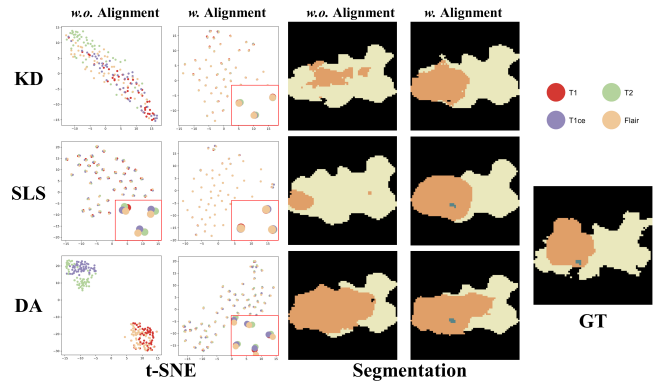 w.o. Alignment w. Alignment w.o. Alignment w. Alignment
KD
T1 T2
T1ce Flair
SLS
DA
GT
t-SNE Segmentation